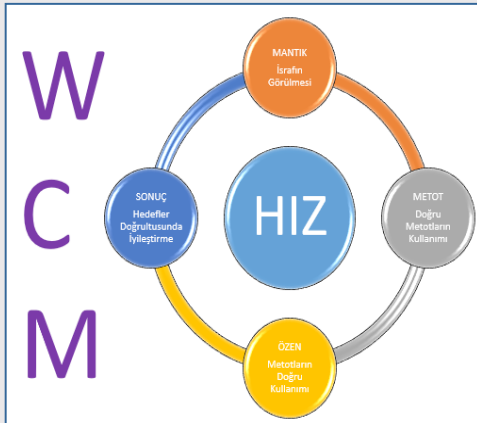 W
C
M
MANTIK
İsrafın
Görülmesi
SONUÇ
Hedefler
Doğrultusunda
İyileştirme
HIZ
METOT
Doğru
Metotların
Kullanımı
ÖZEN
Metotların
Doğru
Kullanımı